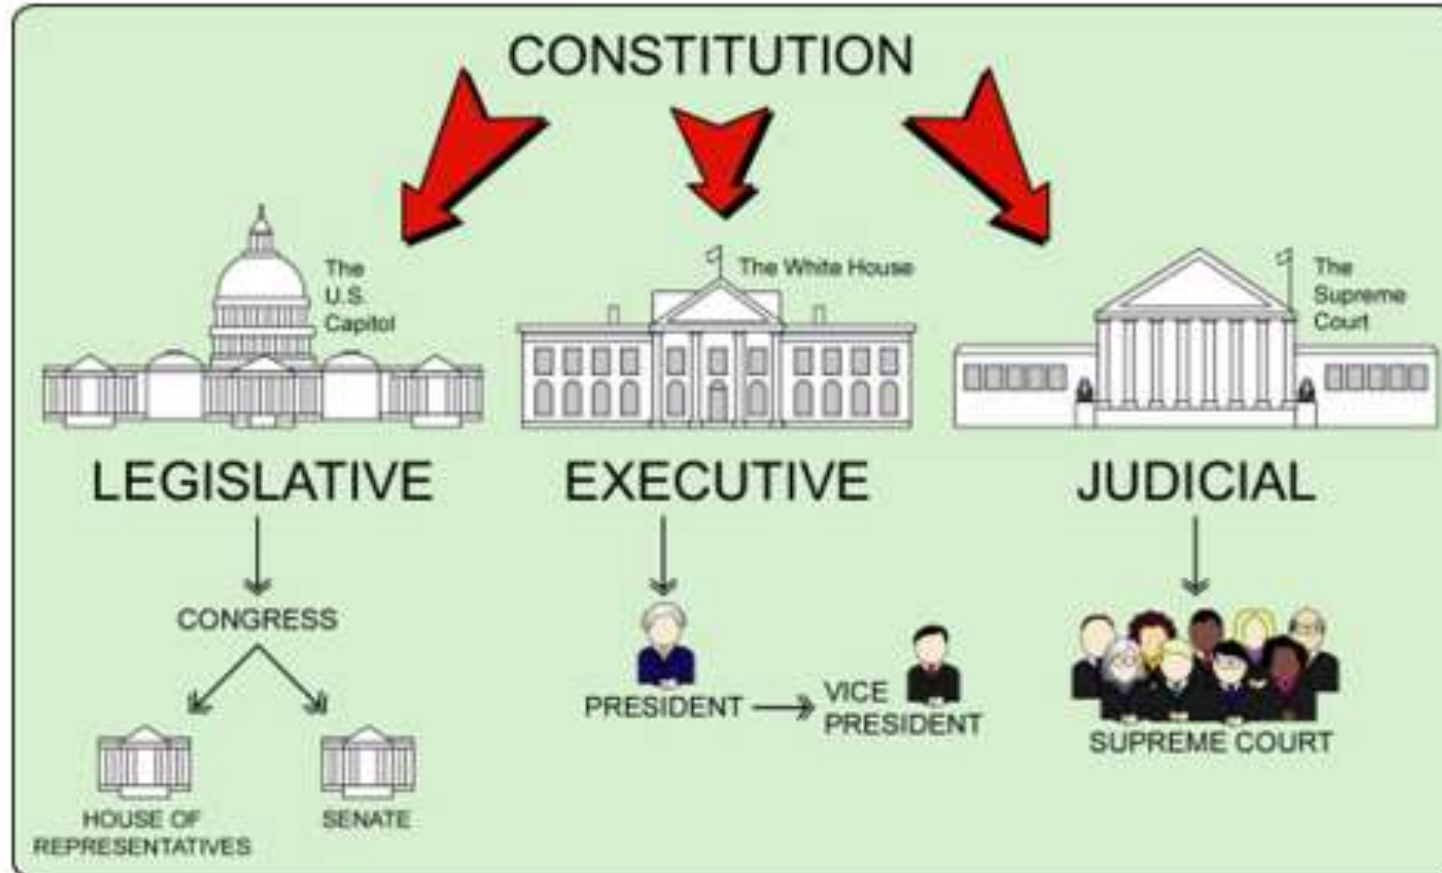 CONSTITUTION
The
U.S.
Capitol
The White House
The
Supreme
Court
LEGISLATIVE
EXECUTIVE
JUDICIAL
CONGRESS
PRESIDENT
VICE
PRESIDENT
SUPREME COURT
HOUSE OF
REPRESENTATIVES
SENATE